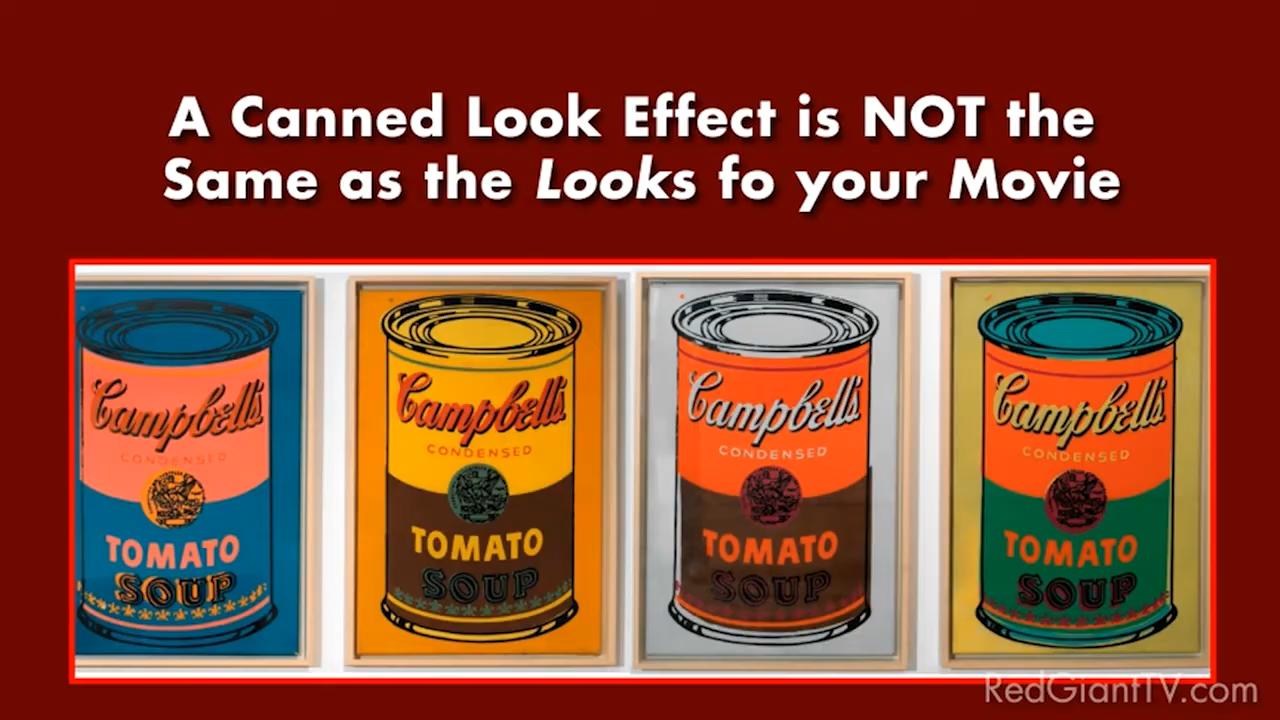 A Canned Look Effect is NOT the
Same as the Looks fo your Movie
Campbell's
CONDENSED
TOMATO
SOUP
Campbell's
CONDENSED
TOMATO
SOUP
Campbell's
CONDENSED
TOMATO
SOUP
Campbell's
CONDENSED
TOMATO
SOUP
RedGiantTV.com